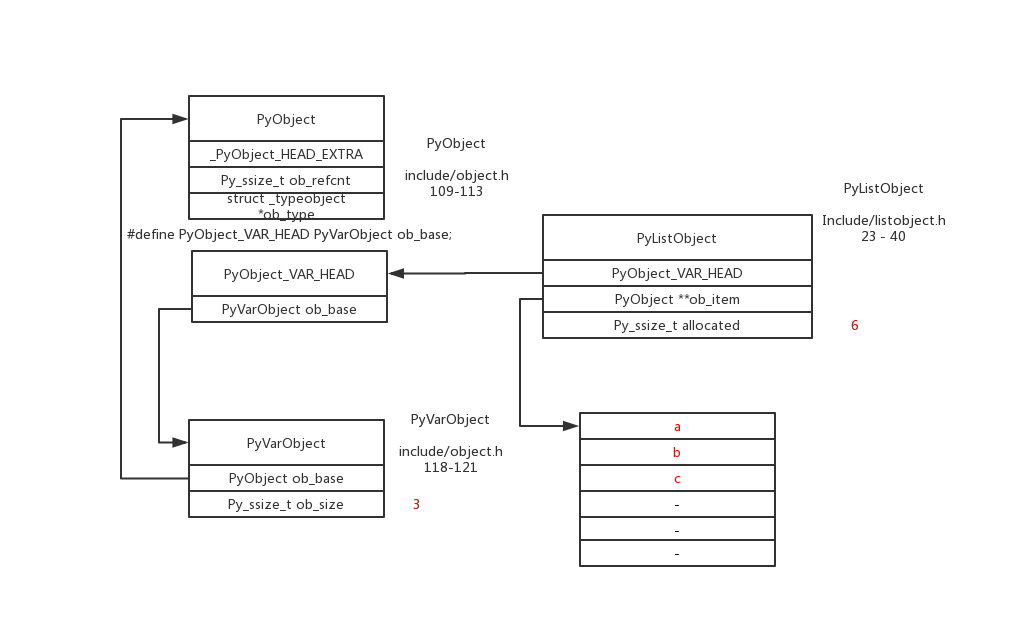 PyObject
_PyObject_HEAD_EXTRA
Py_ssize_t ob_refcnt
struct _typeobject
*ob_type
PyObject
include/object.h
109-113
#define PyObject_VAR_HEAD PyVarObject ob_base;
PyObject_VAR_HEAD
PyVarObject ob_base
PyListObject
Include/listobject.h
23 - 40
PyListObject
PyObject_VAR_HEAD
PyObject **ob_item
Py_ssize_t allocated
6
PyVarObject
PyObject ob_base
Py_ssize_t ob_size
3
PyVarObject
include/object.h
118-121
a
b
c
-
-
-